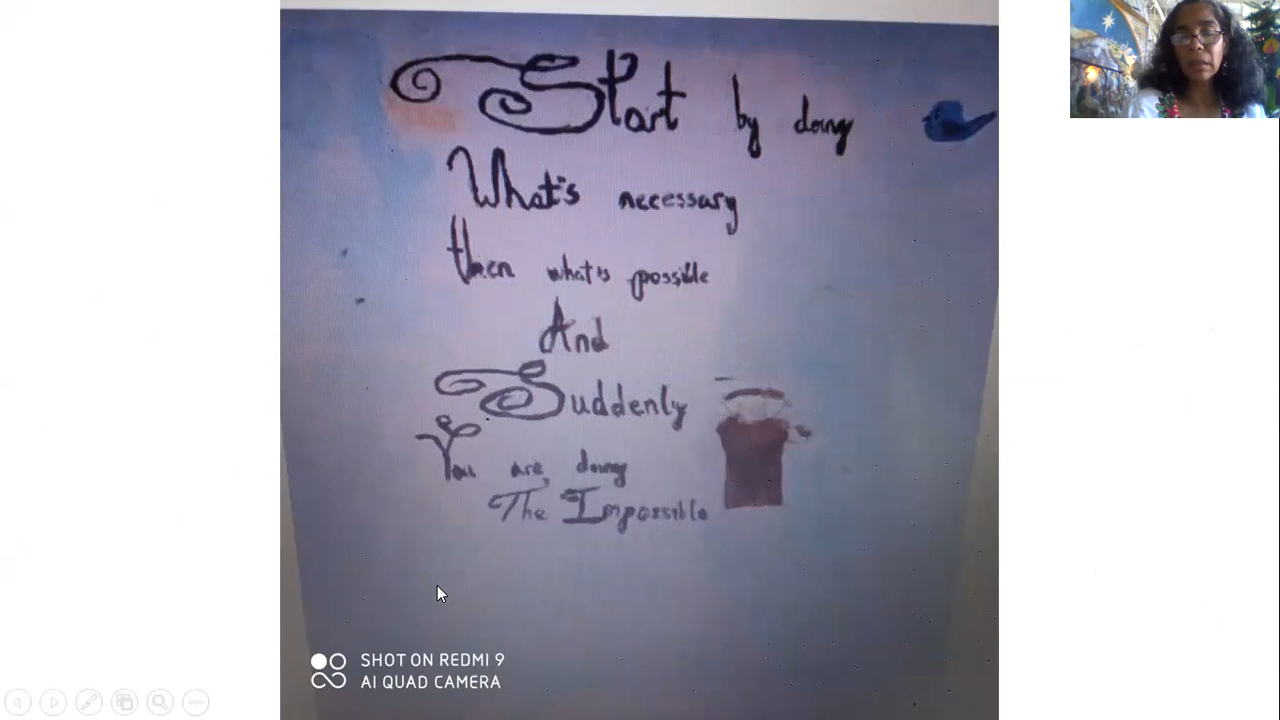 Start by doing
What's necessary
then what is possible
And
Suddenly
You are doing
The Impossible
SHOT ON REDMI 9
AI QUAD CAMERA